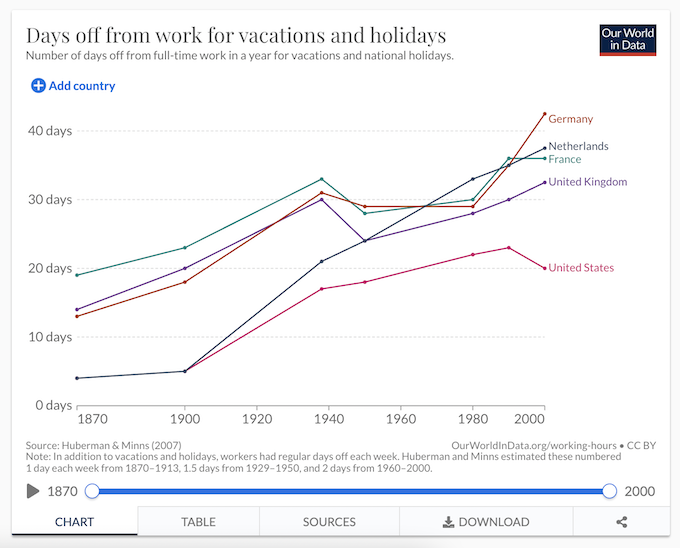 Days off from work for vacations and holidays
Number of days off from full-time work in a year for vacations and national holidays.
Our World
in Data
Add country
40 days
30 days
20 days
10 days
0 days
Germany
Netherlands
France
United Kingdom
United States
1870
1900
1920
1940
1960
1980
2000
Source: Huberman & Minns (2007)
OurWorldInData.org/working-hours • CC BY
Note: In addition to vacations and holidays, workers had regular days off each week. Huberman and Minns estimated these numbered
1 day each week from 1870–1913, 1.5 days from 1929–1950, and 2 days from 1960–2000.
1870
2000
CHART
TABLE
SOURCES
DOWNLOAD